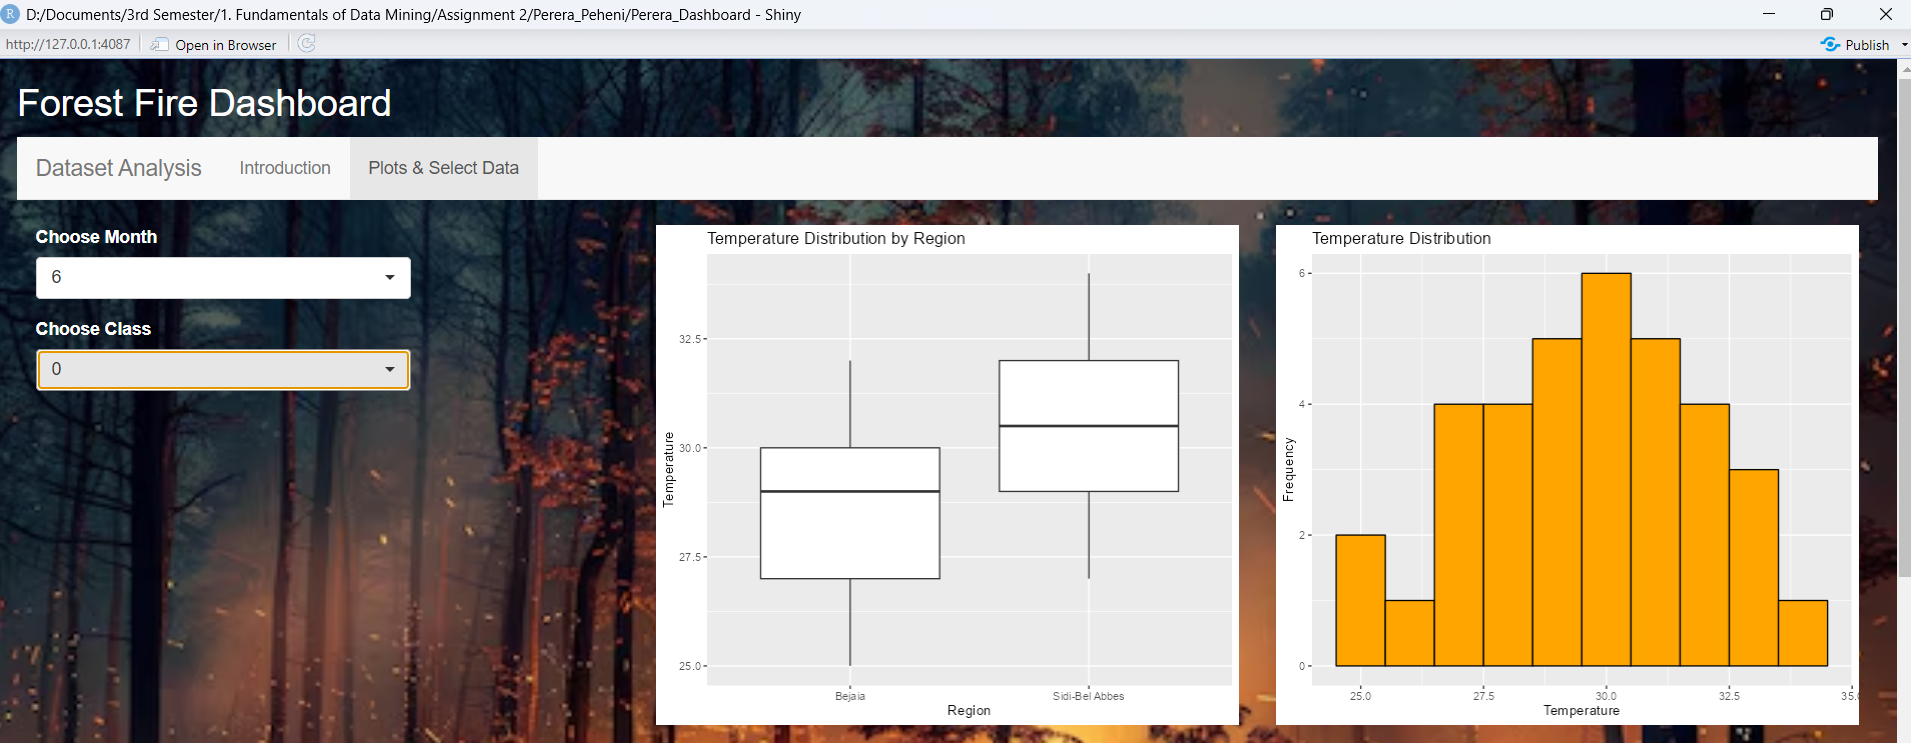 R D:/Documents/3rd Semester/1. Fundamentals of Data Mining/Assignment 2/Perera_Peheni/Perera_Dashboard - Shiny
http://127.0.0.1:4087 Open in Browser Publish
Forest Fire Dashboard
Dataset Analysis Introduction Plots & Select Data
Choose Month
6
Choose Class
0
Temperature Distribution by Region
Temperature
32.5
30.0
27.5
25.0
Bejaia Sidi-Bel Abbes
Region
Temperature Distribution
Frequency
6
4
2
0
25.0 27.5 30.0 32.5 35.
Temperature